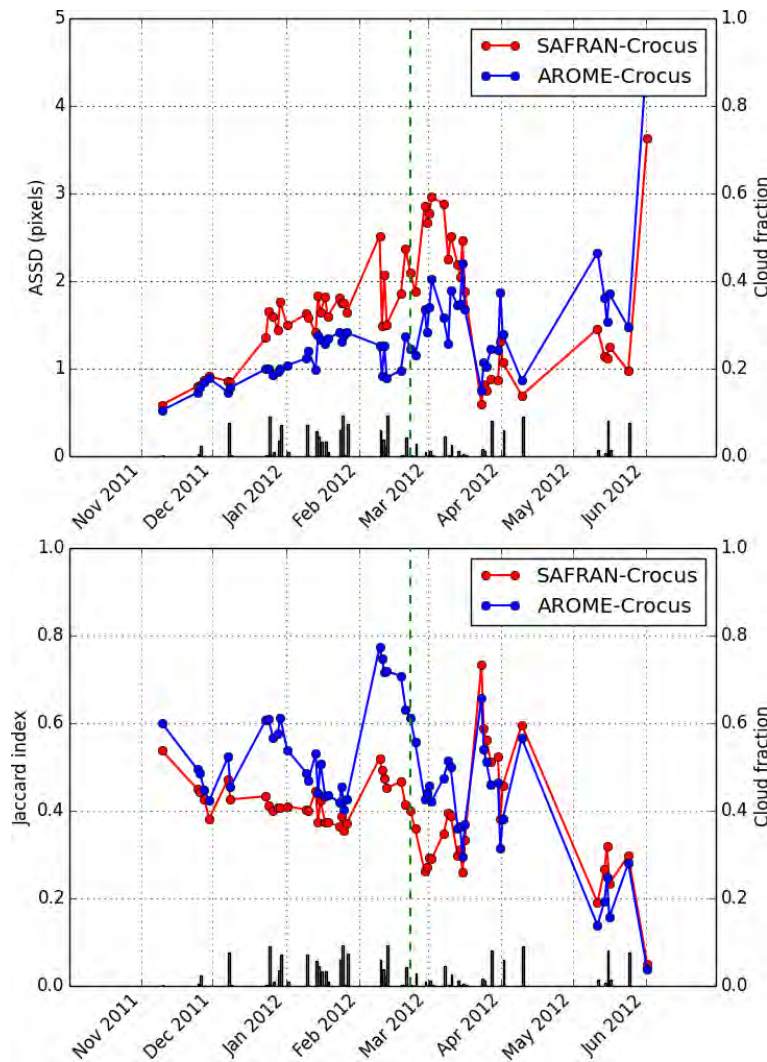 5
4
3
2
1
0
ASSD (pixels)
1.0
0.8
0.6
0.4
0.2
0.0
Cloud fraction
SAFRAN-Crocus
AROME-Crocus
Nov 2011
Dec 2011
Jan 2012
Feb 2012
Mar 2012
Apr 2012
May 2012
Jun 2012
1.0
0.8
0.6
0.4
0.2
0.0
Jaccard index
1.0
0.8
0.6
0.4
0.2
0.0
Cloud fraction
SAFRAN-Crocus
AROME-Crocus
Nov 2011
Dec 2011
Jan 2012
Feb 2012
Mar 2012
Apr 2012
May 2012
Jun 2012